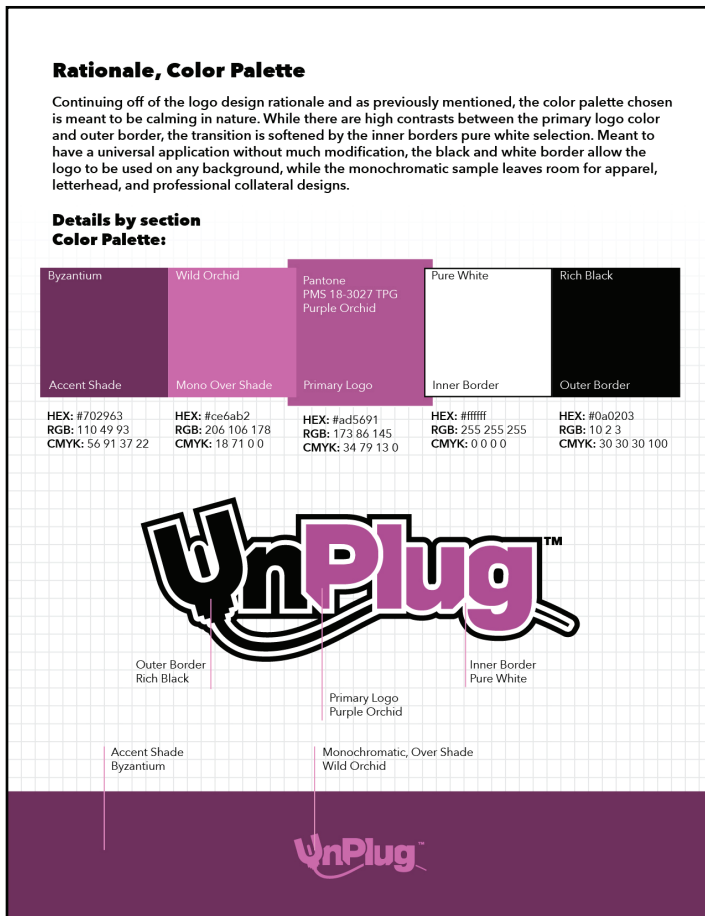 Rationale, Color Palette
Continuing off of the logo design rationale and as previously mentioned, the color palette chosen
is meant to be calming in nature. While there are high contrasts between the primary logo color
and outer border, the transition is softened by the inner borders pure white selection. Meant to
have a universal application without much modification, the black and white border allow the
logo to be used on any background, while the monochromatic sample leaves room for apparel,
letterhead, and professional collateral designs.
Details by section
Color Palette:
Byzantium
Accent Shade
HEX: #702963
RGB: 110 49 93
CMYK: 56 91 37 22
Wild Orchid
Mono Over Shade
HEX: #ce6ab2
RGB: 206 106 178
CMYK: 18 71 0 0
Pantone
PMS 18-3027 TPG
Purple Orchid
Primary Logo
HEX: #ad5691
RGB: 173 86 145
CMYK: 34 79 13 0
Pure White
Inner Border
HEX: #ffffff
RGB: 255 255 255
CMYK: 0 0 0 0
Rich Black
Outer Border
HEX: #0a0203
RGB: 10 2 3
CMYK: 30 30 30 100
UnPlug™
Outer Border
Rich Black
Primary Logo
Purple Orchid
Inner Border
Pure White
Accent Shade
Byzantium
Monochromatic, Over Shade
Wild Orchid
UnPlug™